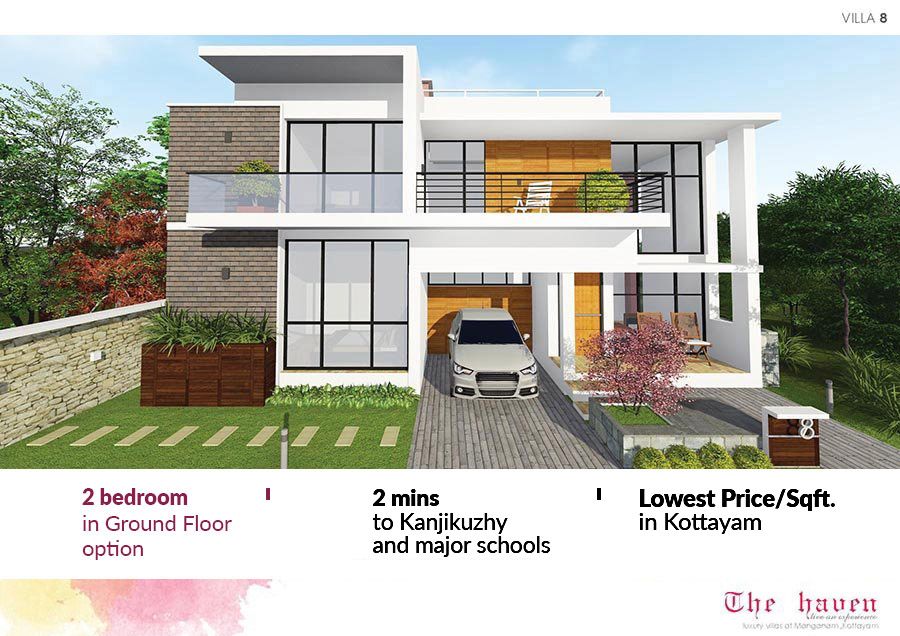 VILLA 8
8
2 bedroom
in Ground Floor
option
2 mins
to Kanjikuzhy
and major schools
Lowest Price/Sqft.
in Kottayam
The haven
live an experience
luxury villas at Manganam, Kottayam